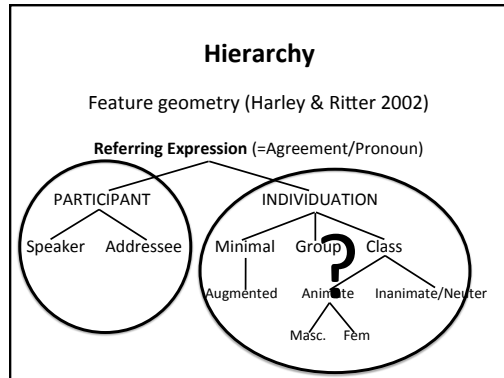 Hierarchy
Feature geometry (Harley & Ritter 2002)
Referring Expression (=Agreement/Pronoun)
PARTICIPANT INDIVIDUATION
Speaker Addressee Minimal Group Class
?
Augmented Animate Inanimate/Neuter
Masc. Fem